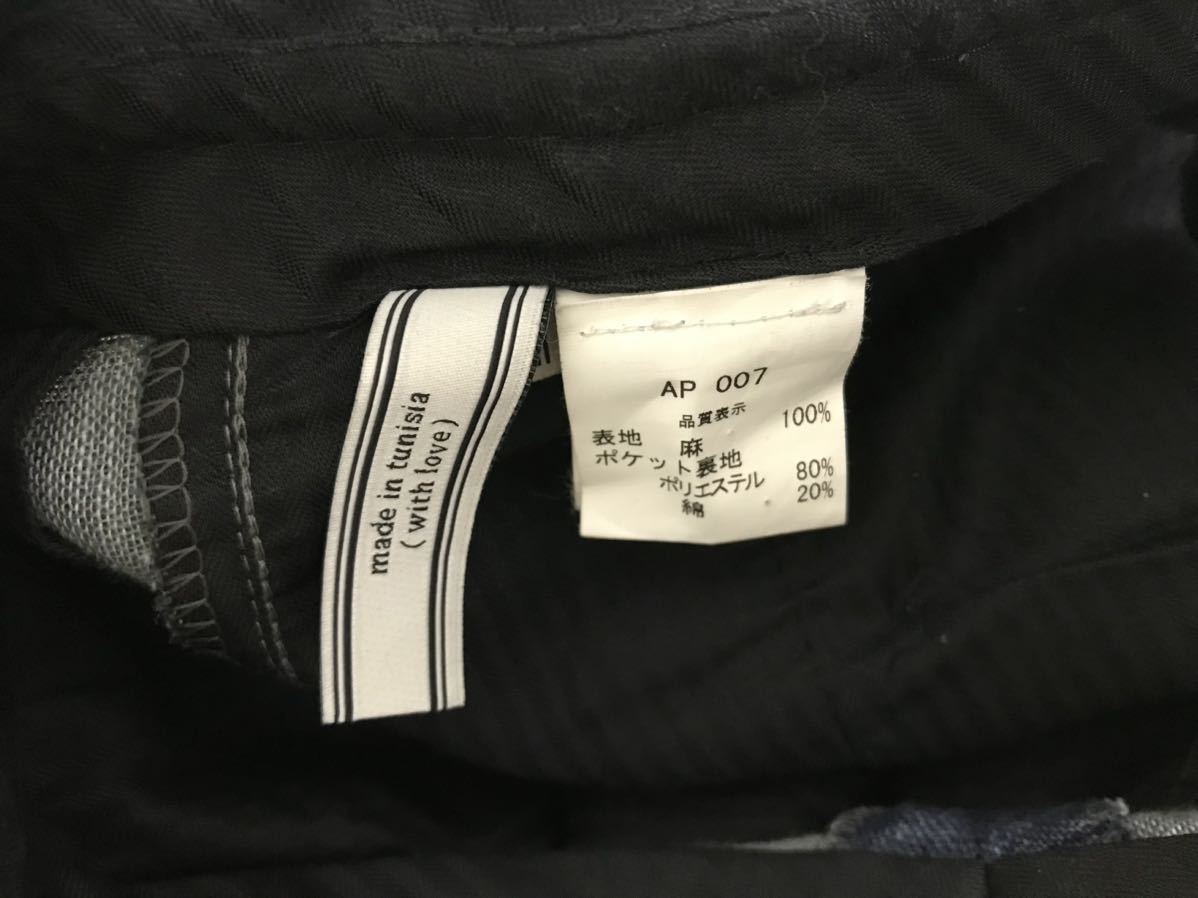 made in tunisia
(with love)
AP 007
品質表示
表地 麻 100%
ポケット裏地
ポリエステル 80%
綿 20%